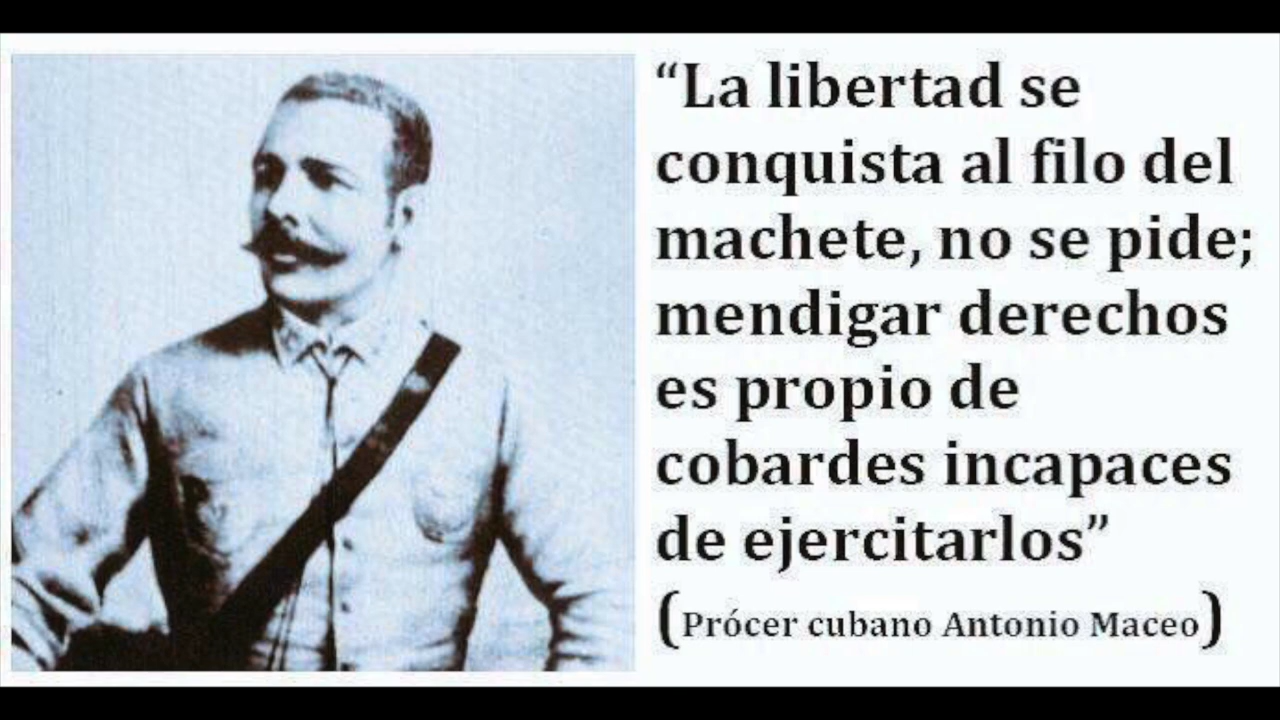 “La libertad se
conquista al filo del
machete, no se pide;
mendigar derechos
es propio de
cobardes incapaces
de ejercitarlos”
(Prócer cubano Antonio Maceo)